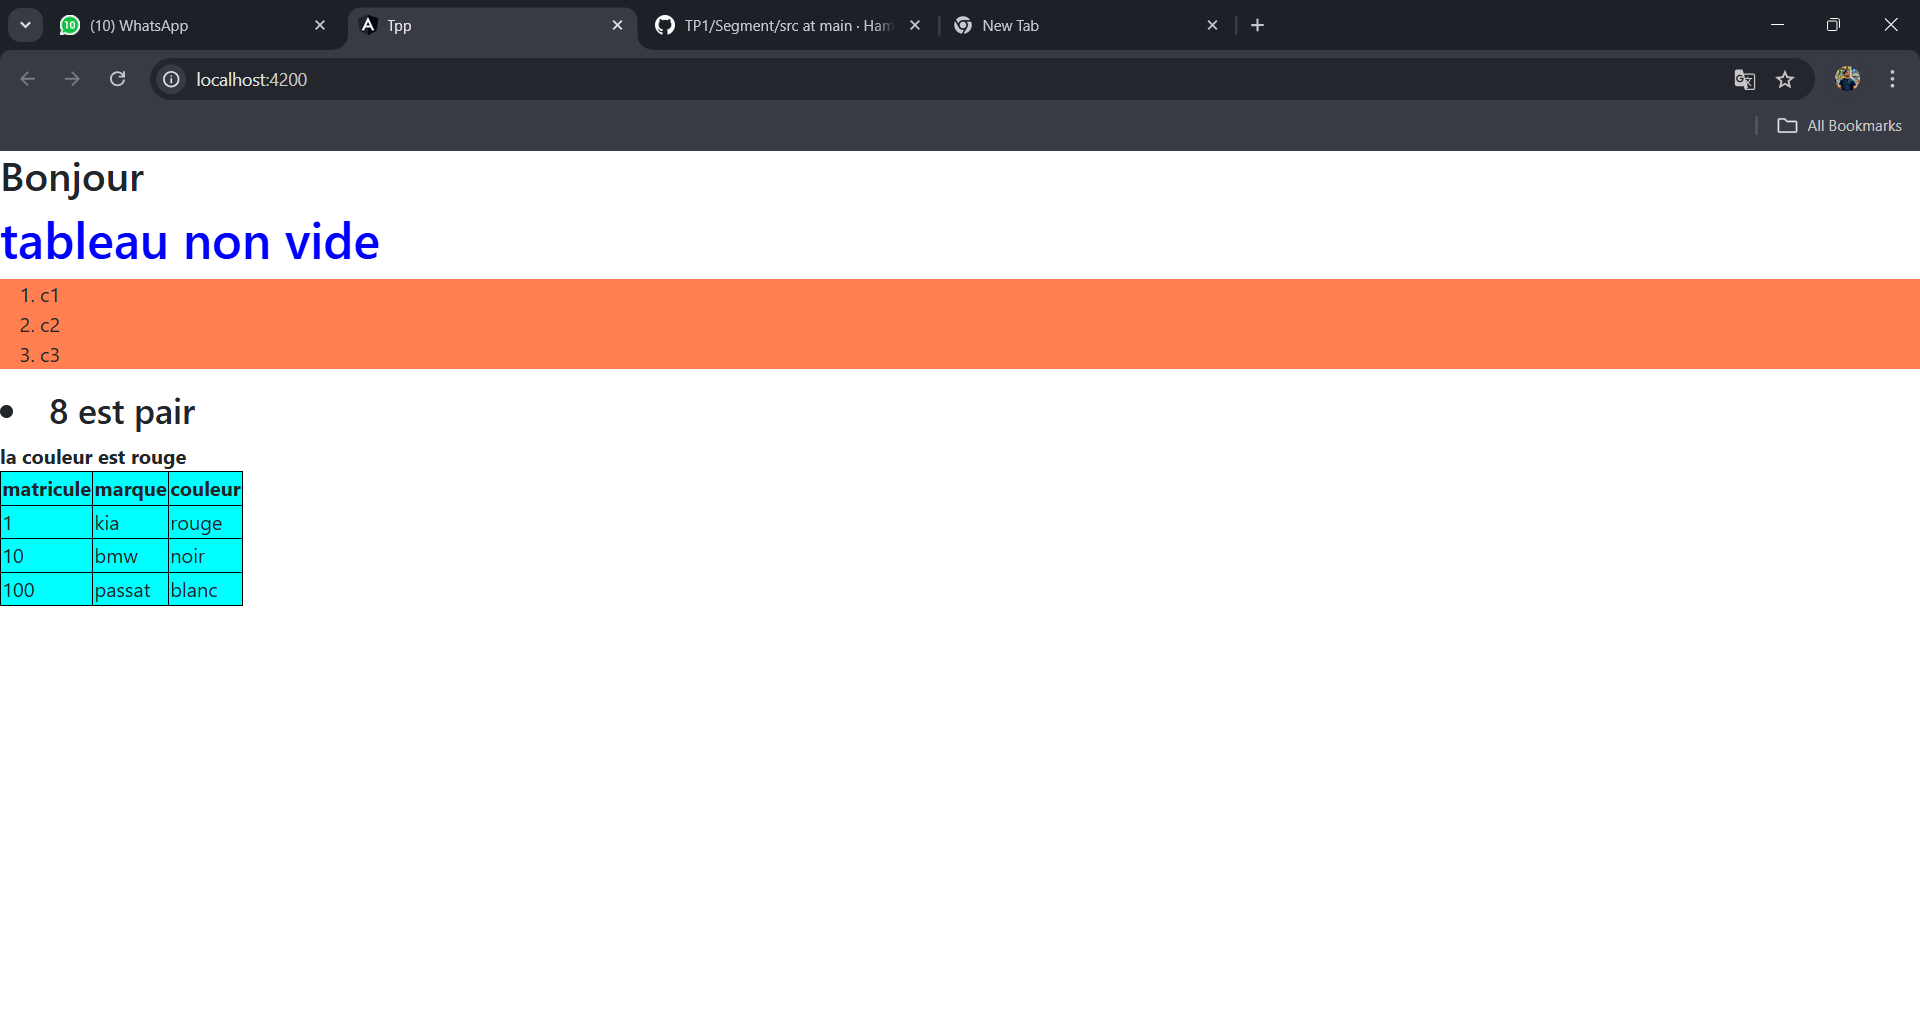 (10) WhatsApp
Tpp
TP1/Segment/src at main · Ham
New Tab
localhost:4200
All Bookmarks
Bonjour
tableau non vide
1. c1
2. c2
3. c3
• 8 est pair
la couleur est rouge
matricule marque couleur
1 kia rouge
10 bmw noir
100 passat blanc